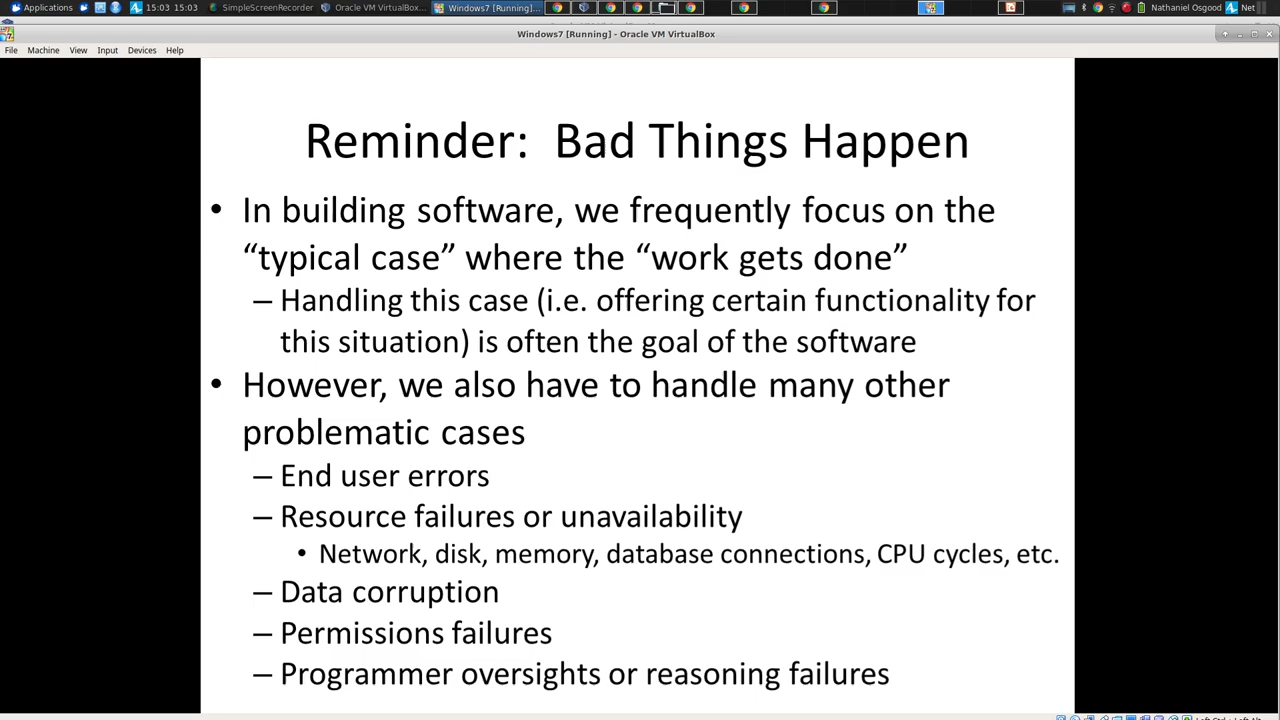 Applications 15:03 15:03 SimpleScreenRecorder Oracle VM VirtualBox... Windows7 [Running]... Nathaniel Osgood Net
Windows7 [Running] - Oracle VM VirtualBox
File Machine View Input Devices Help
Reminder: Bad Things Happen
• In building software, we frequently focus on the
“typical case” where the “work gets done”
– Handling this case (i.e. offering certain functionality for
this situation) is often the goal of the software
• However, we also have to handle many other
problematic cases
– End user errors
– Resource failures or unavailability
• Network, disk, memory, database connections, CPU cycles, etc.
– Data corruption
– Permissions failures
– Programmer oversights or reasoning failures